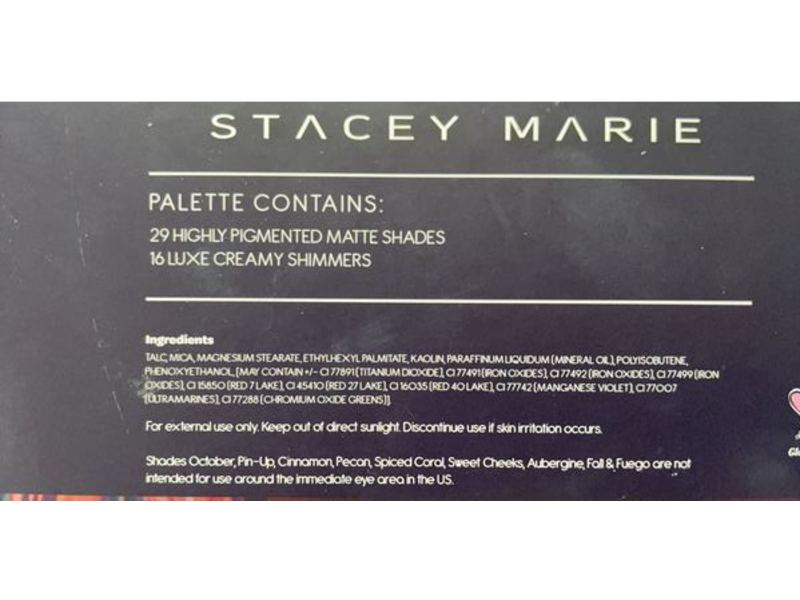 STACEY MARIE
PALETTE CONTAINS:
29 HIGHLY PIGMENTED MATTE SHADES
16 LUXE CREAMY SHIMMERS
Ingredients
TALC, MICA, MAGNESIUM STEARATE, ETHYLHEXYL PALMITATE, KAOLIN, PARAFFINUM LIQUIDUM (MINERAL OIL), POLYISOBUTENE,
PHENOXYETHANOL, [MAY CONTAIN +/- CI 77891 (TITANIUM DIOXIDE), CI 77491 (IRON OXIDES), CI 77492 (IRON OXIDES), CI 77499 (IRON
OXIDES), CI 15850 (RED 7 LAKE), CI 45410 (RED 27 LAKE), CI 16035 (RED 40 LAKE), CI 77742 (MANGANESE VIOLET), CI 77007
(ULTRAMARINES), CI 77288 (CHROMIUM OXIDE GREENS)]
For external use only. Keep out of direct sunlight. Discontinue use if skin irritation occurs.
Shades October, Pin-Up, Cinnamon, Pecan, Spiced Coral, Sweet Cheeks, Aubergine, Fall & Fuego are not
intended for use around the immediate eye area in the US.